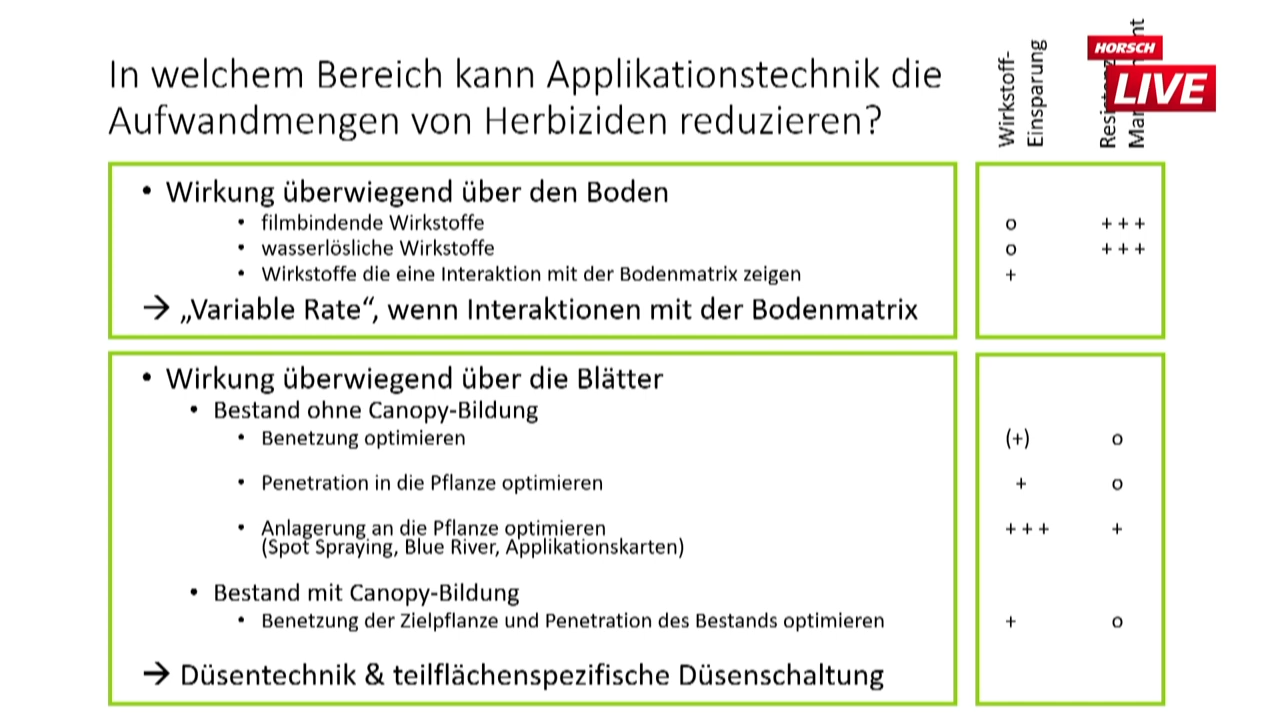 In welchem Bereich kann Applikationstechnik die
Aufwandmengen von Herbiziden reduzieren?
Wirkstoff-
Einsparung
HORSCH
LIVE
• Wirkung überwiegend über den Boden
• filmbindende Wirkstoffe o +++
• wasserlösliche Wirkstoffe o +++
• Wirkstoffe die eine Interaktion mit der Bodenmatrix zeigen +
→ „Variable Rate“, wenn Interaktionen mit der Bodenmatrix
• Wirkung überwiegend über die Blätter
• Bestand ohne Canopy-Bildung
• Benetzung optimieren (+) o
• Penetration in die Pflanze optimieren + o
• Anlagerung an die Pflanze optimieren +++ +
(Spot Spraying, Blue River, Applikationskarten)
• Bestand mit Canopy-Bildung
• Benetzung der Zielpflanze und Penetration des Bestands optimieren + o
→ Düsentechnik & teilflächenspezifische Düsenschaltung